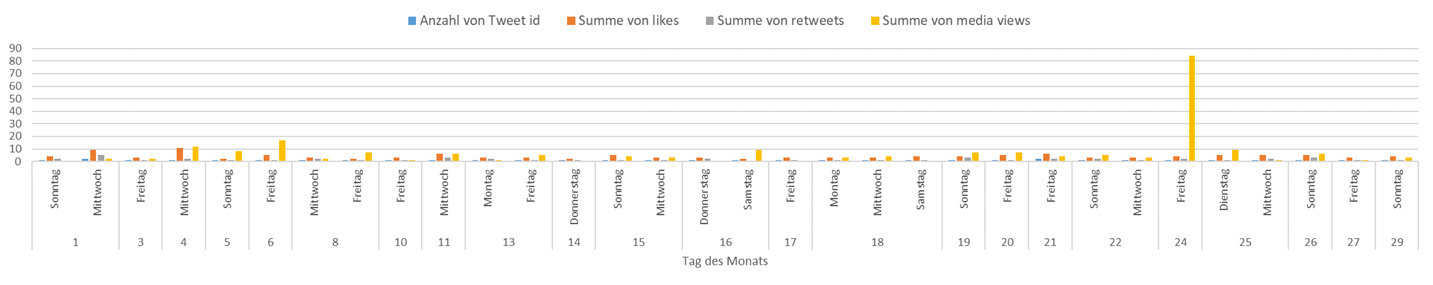 Anzahl von Tweet id Summe von likes Summe von retweets Summe von media views
90
80
70
60
50
40
30
20
10
0
Sonntag Mittwoch Freitag Mittwoch Sonntag Freitag Mittwoch Freitag Freitag Mittwoch Montag Freitag Donnerstag Sonntag Mittwoch Donnerstag Samstag Freitag Montag Mittwoch Samstag Sonntag Freitag Freitag Sonntag Mittwoch Freitag Dienstag Mittwoch Sonntag Freitag Sonntag
1 3 4 5 6 8 10 11 13 14 15 16 17 18 19 20 21 22 24 25 26 27 29
Tag des Monats